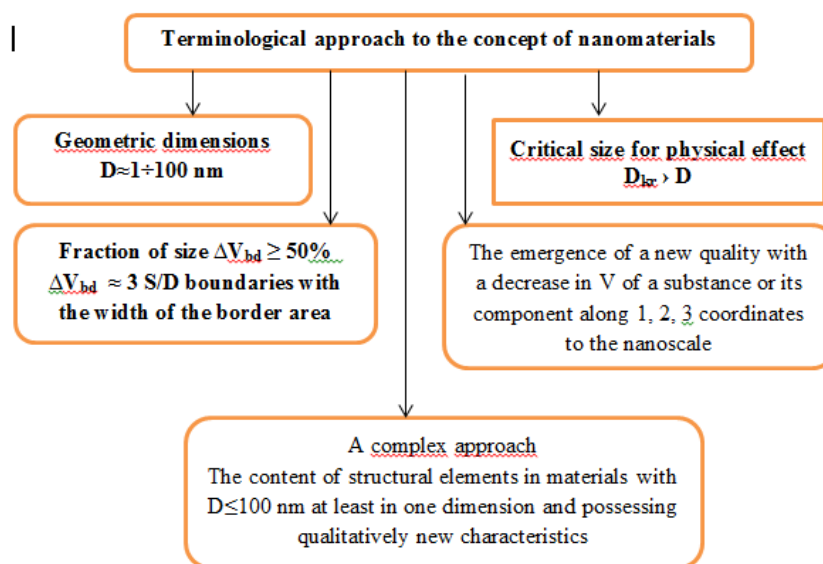 Terminological approach to the concept of nanomaterials
Geometric dimensions
D≈1÷100 nm
Critical size for physical effect
D_kr › D
Fraction of size ΔV_bd ≥ 50%
ΔV_bd ≈ 3 S/D boundaries with
the width of the border area
The emergence of a new quality with
a decrease in V of a substance or its
component along 1, 2, 3 coordinates
to the nanoscale
A complex approach
The content of structural elements in materials with
D≤100 nm at least in one dimension and possessing
qualitatively new characteristics